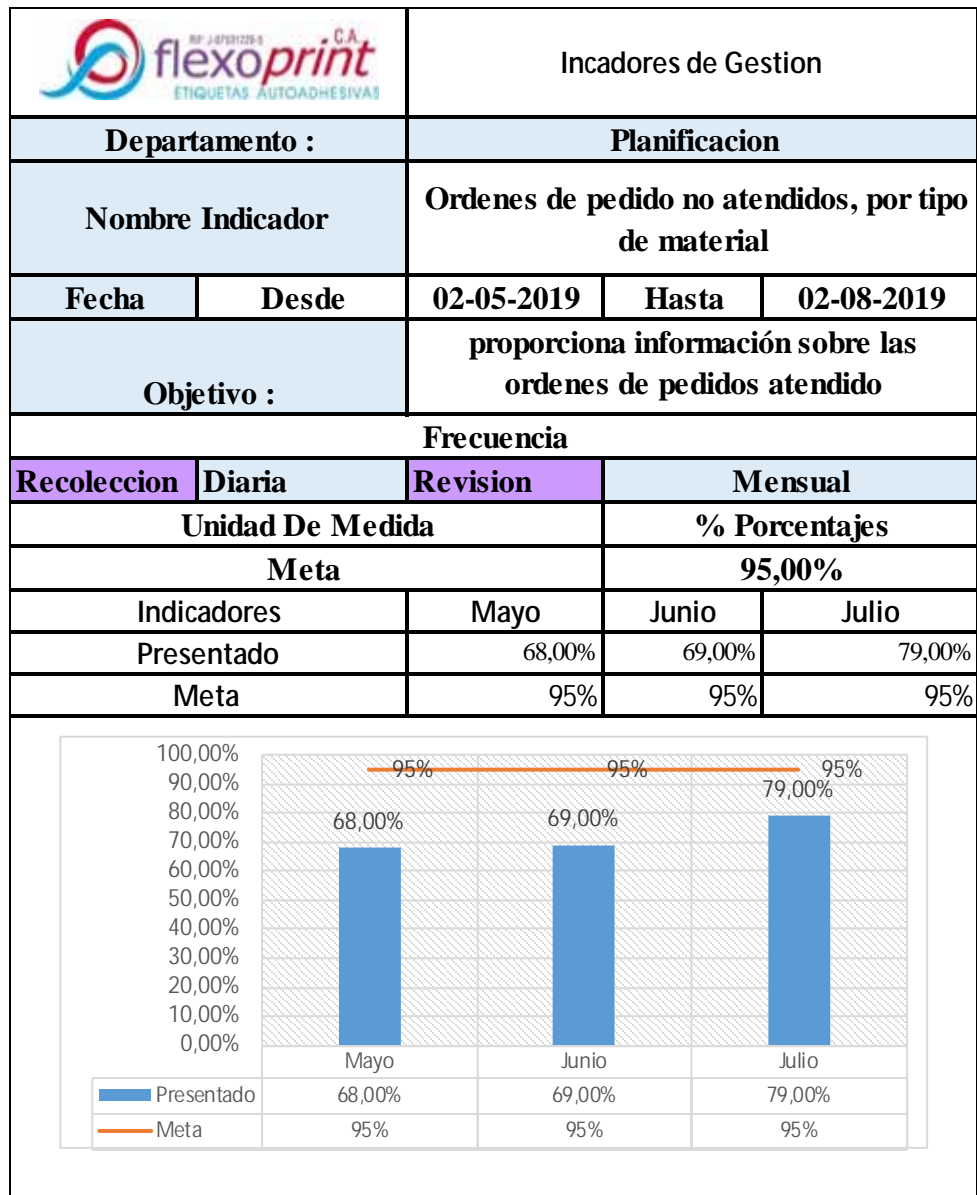 RIF: J-07031229-5
C.A.
flexoprint
ETIQUETAS AUTOADHESIVAS
Incadores de Gestion
Departamento :
Planificacion
Nombre Indicador
Ordenes de pedido no atendidos, por tipo
de material
Fecha Desde 02-05-2019 Hasta 02-08-2019
Objetivo :
proporciona información sobre las
ordenes de pedidos atendido
Frecuencia
Recoleccion Diaria Revision Mensual
Unidad De Medida % Porcentajes
Meta 95,00%
Indicadores Mayo Junio Julio
Presentado 68,00% 69,00% 79,00%
Meta 95% 95% 95%
100,00%
90,00%
80,00%
70,00%
60,00%
50,00%
40,00%
30,00%
20,00%
10,00%
0,00%
95% 95% 95%
68,00% 69,00% 79,00%
Mayo Junio Julio
Presentado 68,00% 69,00% 79,00%
Meta 95% 95% 95%